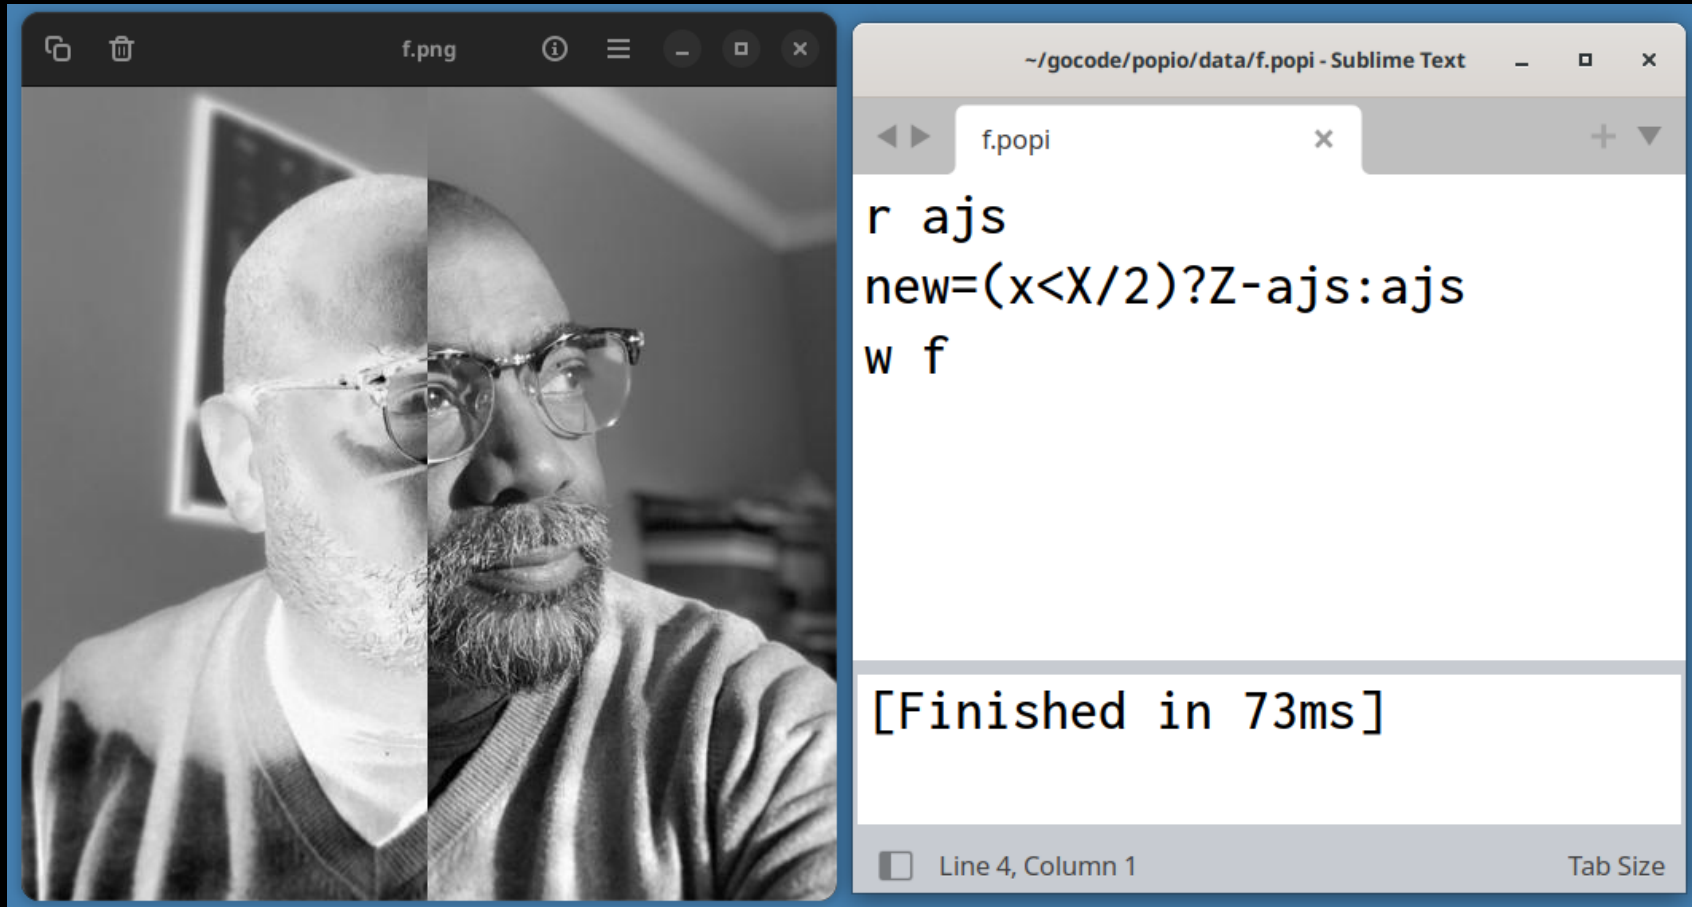 f.png
~/gocode/popio/data/f.popi - Sublime Text
f.popi
r ajs
new=(x<X/2)?Z-ajs:ajs
w f
[Finished in 73ms]
Line 4, Column 1
Tab Size